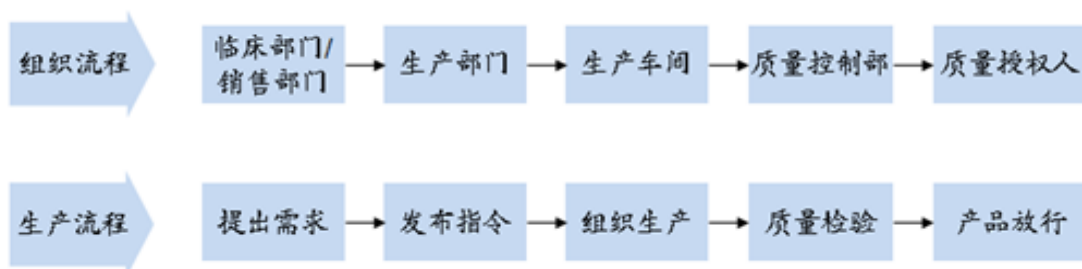 组织流程
临床部门/
销售部门
生产部门
生产车间
质量控制部
质量授权人
生产流程
提出需求
发布指令
组织生产
质量检验
产品放行